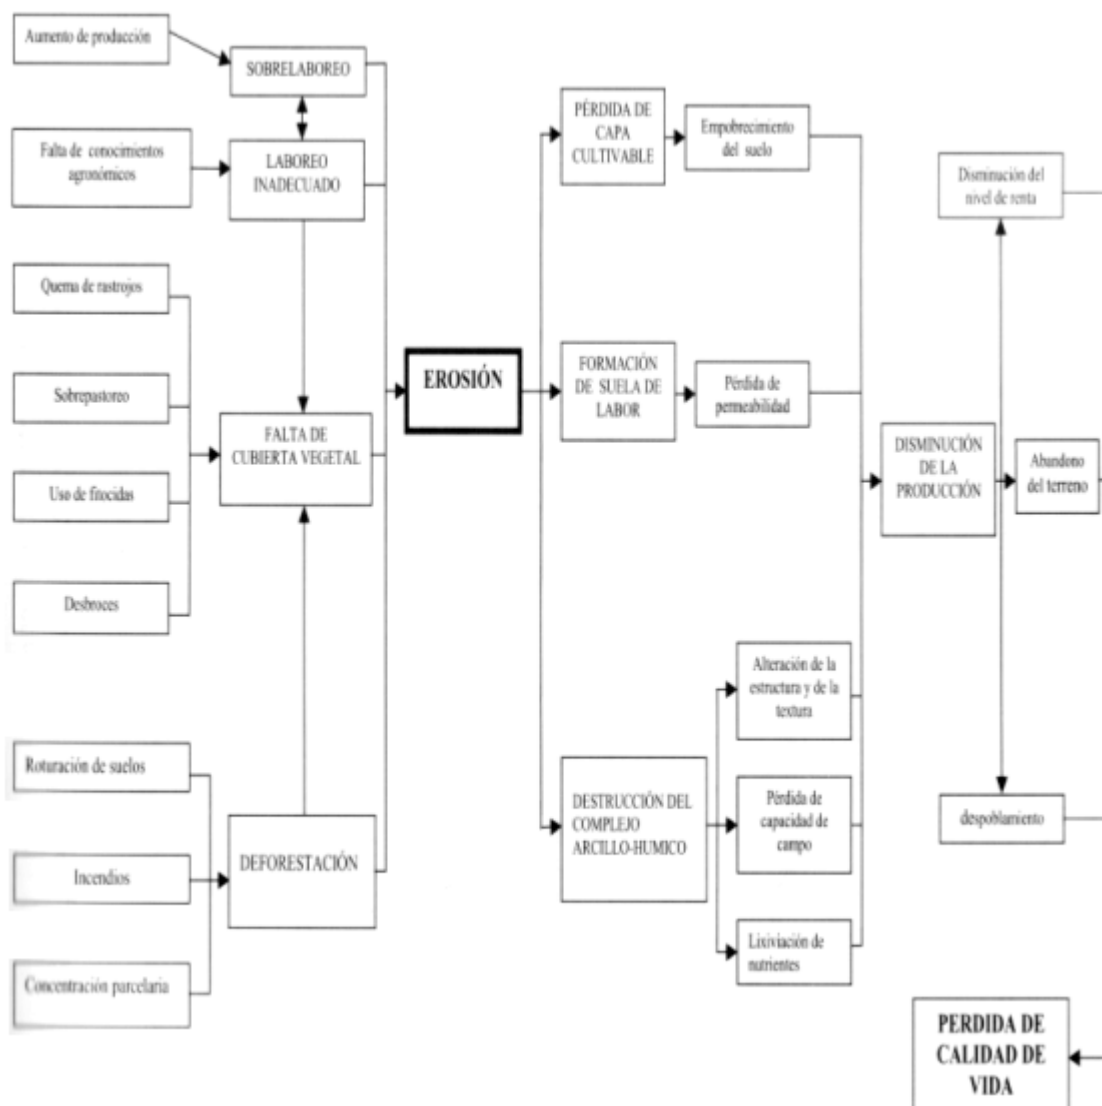 Aumento de producción
SOBRELABOREO
Falta de conocimientos
agronómicos
LABOREO
INADECUADO
Quema de rastrojos
Sobrepastoreo
Uso de fitocidas
Desbroces
FALTA DE
CUBIERTA VEGETAL
Roturación de suelos
Incendios
Concentración parcelaria
DEFORESTACIÓN
EROSIÓN
PÉRDIDA DE
CAPA
CULTIVABLE
Empobrecimiento
del suelo
FORMACIÓN
DE SUELA DE
LABOR
Pérdida de
permeabilidad
DESTRUCCIÓN DEL
COMPLEJO
ARCILLO-HUMICO
Alteración de la
estructura y de la
textura
Pérdida de
capacidad de
campo
Lixiviación de
nutrientes
DISMINUCIÓN
DE LA
PRODUCCIÓN
Disminución del
nivel de renta
Abandono
del terreno
despoblamiento
PERDIDA DE
CALIDAD DE
VIDA